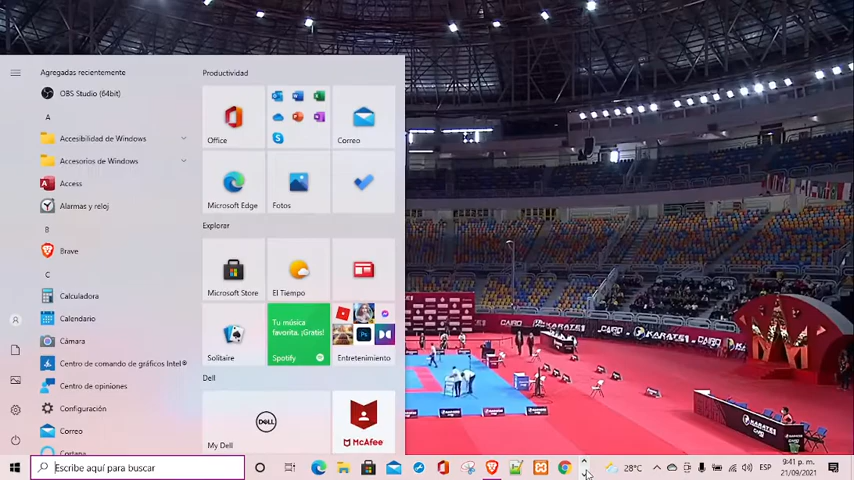 Agregadas recientemente
OBS Studio (64bit)
A
Accesibilidad de Windows
Accesorios de Windows
Access
Alarmas y reloj
B
Brave
C
Calculadora
Calendario
Cámara
Centro de comando de gráficos Intel®
Centro de opiniones
Configuración
Correo
Cortana
Productividad
Office
Correo
Microsoft Edge
Fotos
Explorar
Microsoft Store
El Tiempo
Solitaire
Tu música
favorita. ¡Gratis!
Spotify
Entretenimiento
Dell
DELL
My Dell
McAfee
CAIRO
KARATE1
CAIRO
KARATE1
Escribe aquí para buscar
28°C
ESP
9:41 p. m.
21/09/2021